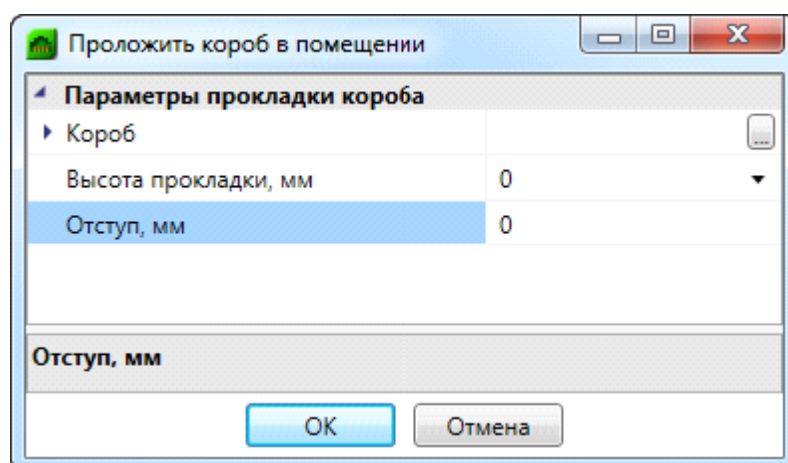 Проложить короб в помещении
Параметры прокладки короба
Короб ...
Высота прокладки, мм 0
Отступ, мм 0
Отступ, мм
OK Отмена